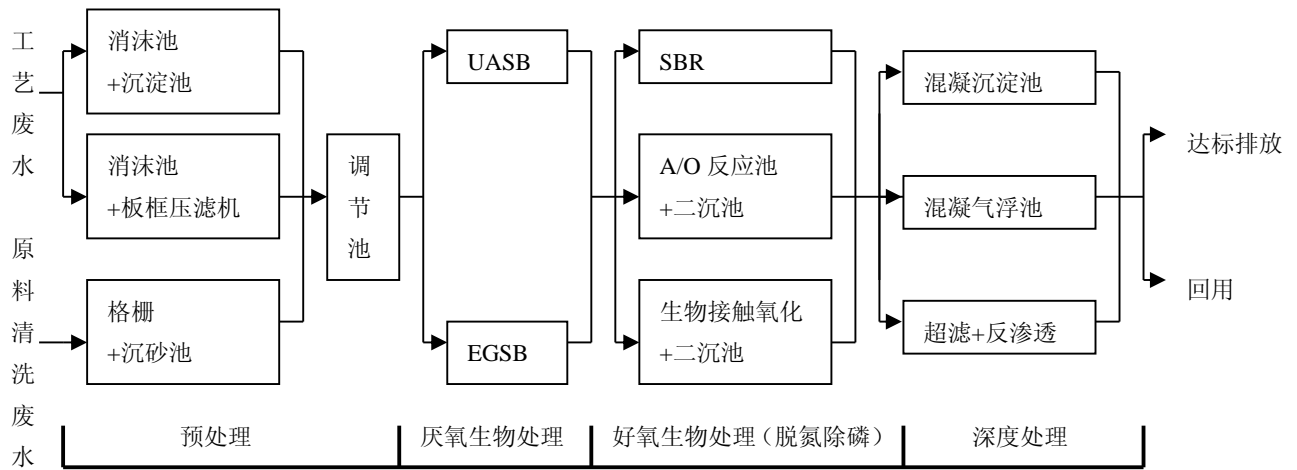 工艺废水
消沫池
+沉淀池
消沫池
+板框压滤机
原料清洗废水
格栅
+沉砂池
调节池
UASB
EGSB
SBR
A/O 反应池
+二沉池
生物接触氧化
+二沉池
混凝沉淀池
混凝气浮池
超滤+反渗透
达标排放
回用
预处理
厌氧生物处理
好氧生物处理（脱氮除磷）
深度处理